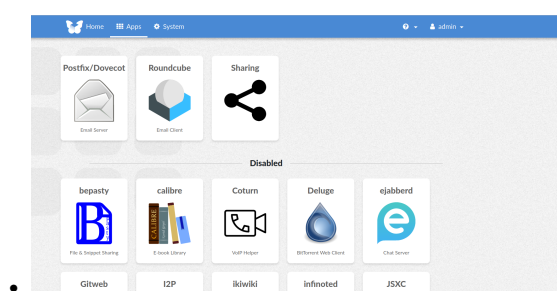 Home Apps System admin
Postfix/Dovecot Roundcube Sharing
Email Server Email Client
Disabled
bepasty calibre Coturn Deluge ejabberd
B CALIBRE e
File & Snippet Sharing E-book Library VoIP Helper BitTorrent Web Client Chat Server
Gitweb I2P ikiwiki infinoted JSXC